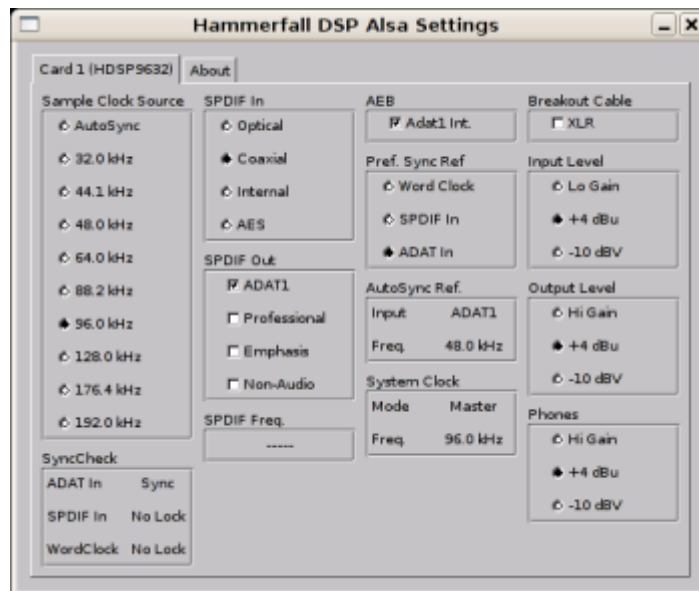 Hammerfall DSP Alsa Settings
Card 1 (HDSP9632)
About
Sample Clock Source
AutoSync
32.0 kHz
44.1 kHz
48.0 kHz
64.0 kHz
88.2 kHz
96.0 kHz
128.0 kHz
176.4 kHz
192.0 kHz
SyncCheck
ADAT In Sync
SPDIF In No Lock
WordClock No Lock
SPDIF In
Optical
Coaxial
Internal
AES
SPDIF Out
ADAT1
Professional
Emphasis
Non-Audio
SPDIF Freq.
-----
AEB
Adat1 Int.
Pref. Sync Ref
Word Clock
SPDIF In
ADAT In
AutoSync Ref.
Input ADAT1
Freq. 48.0 kHz
System Clock
Mode Master
Freq. 96.0 kHz
Breakout Cable
XLR
Input Level
Lo Gain
+4 dBu
-10 dBV
Output Level
Hi Gain
+4 dBu
-10 dBV
Phones
Hi Gain
+4 dBu
-10 dBV